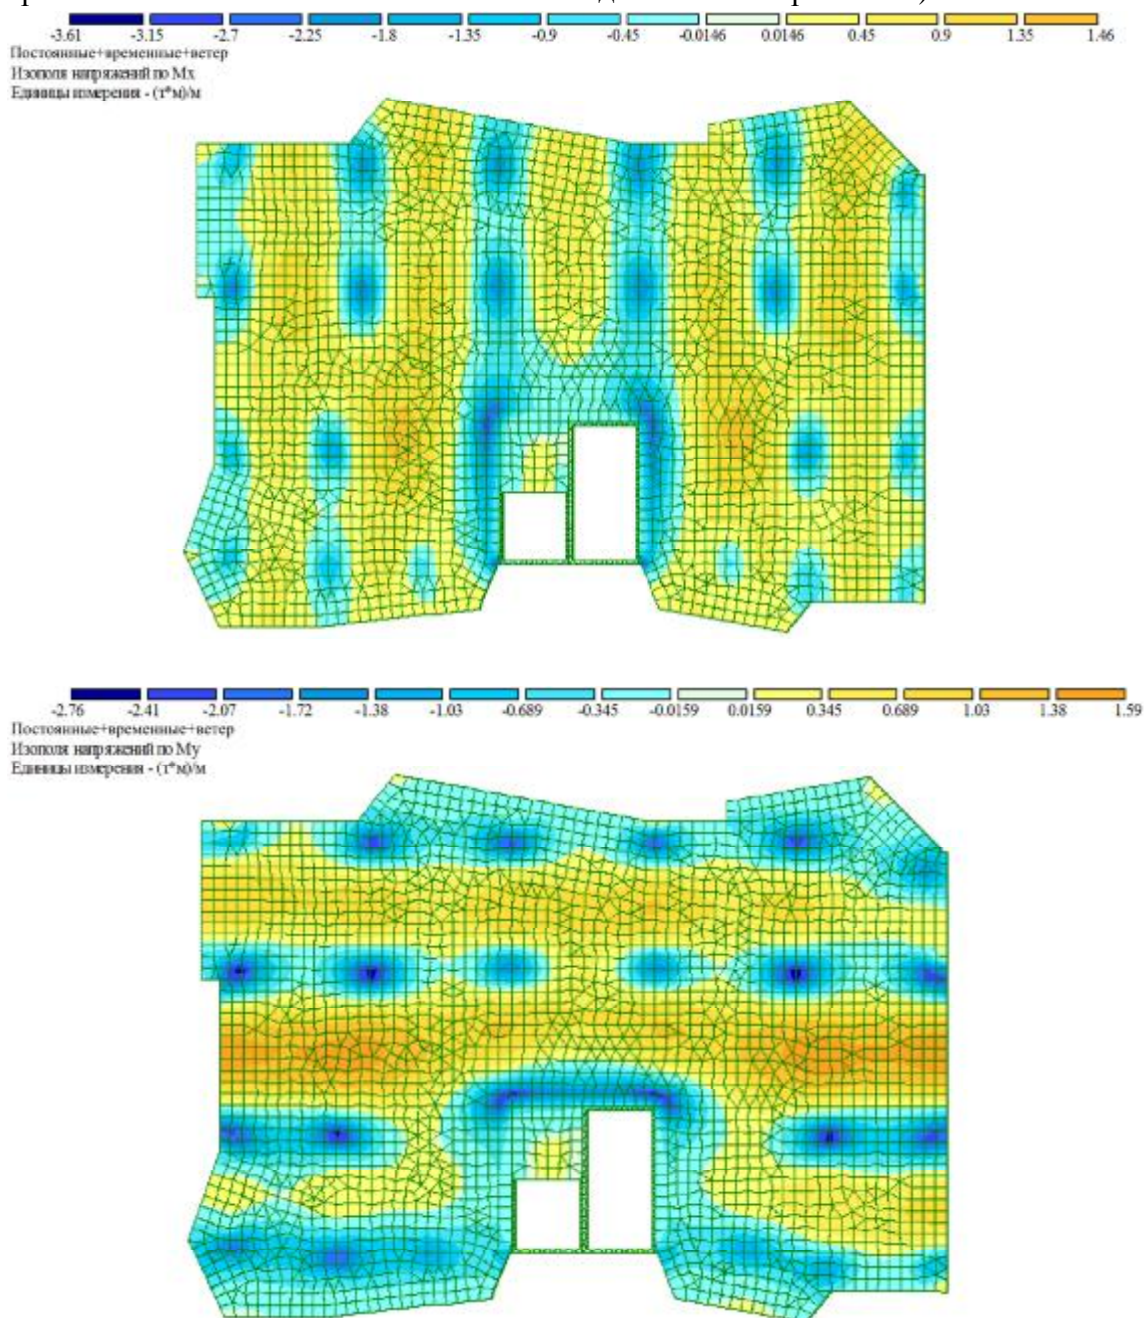 -3.61 -3.15 -2.7 -2.25 -1.8 -1.35 -0.9 -0.45 -0.0146 0.0146 0.45 0.9 1.35 1.46
Постоянные+временные+ветер
Изополя напряжений по Mx
Единицы измерения - (т*м)/м
-2.76 -2.41 -2.07 -1.72 -1.38 -1.03 -0.689 -0.345 -0.0159 0.0159 0.345 0.689 1.03 1.38 1.59
Постоянные+временные+ветер
Изополя напряжений по My
Единицы измерения - (т*м)/м